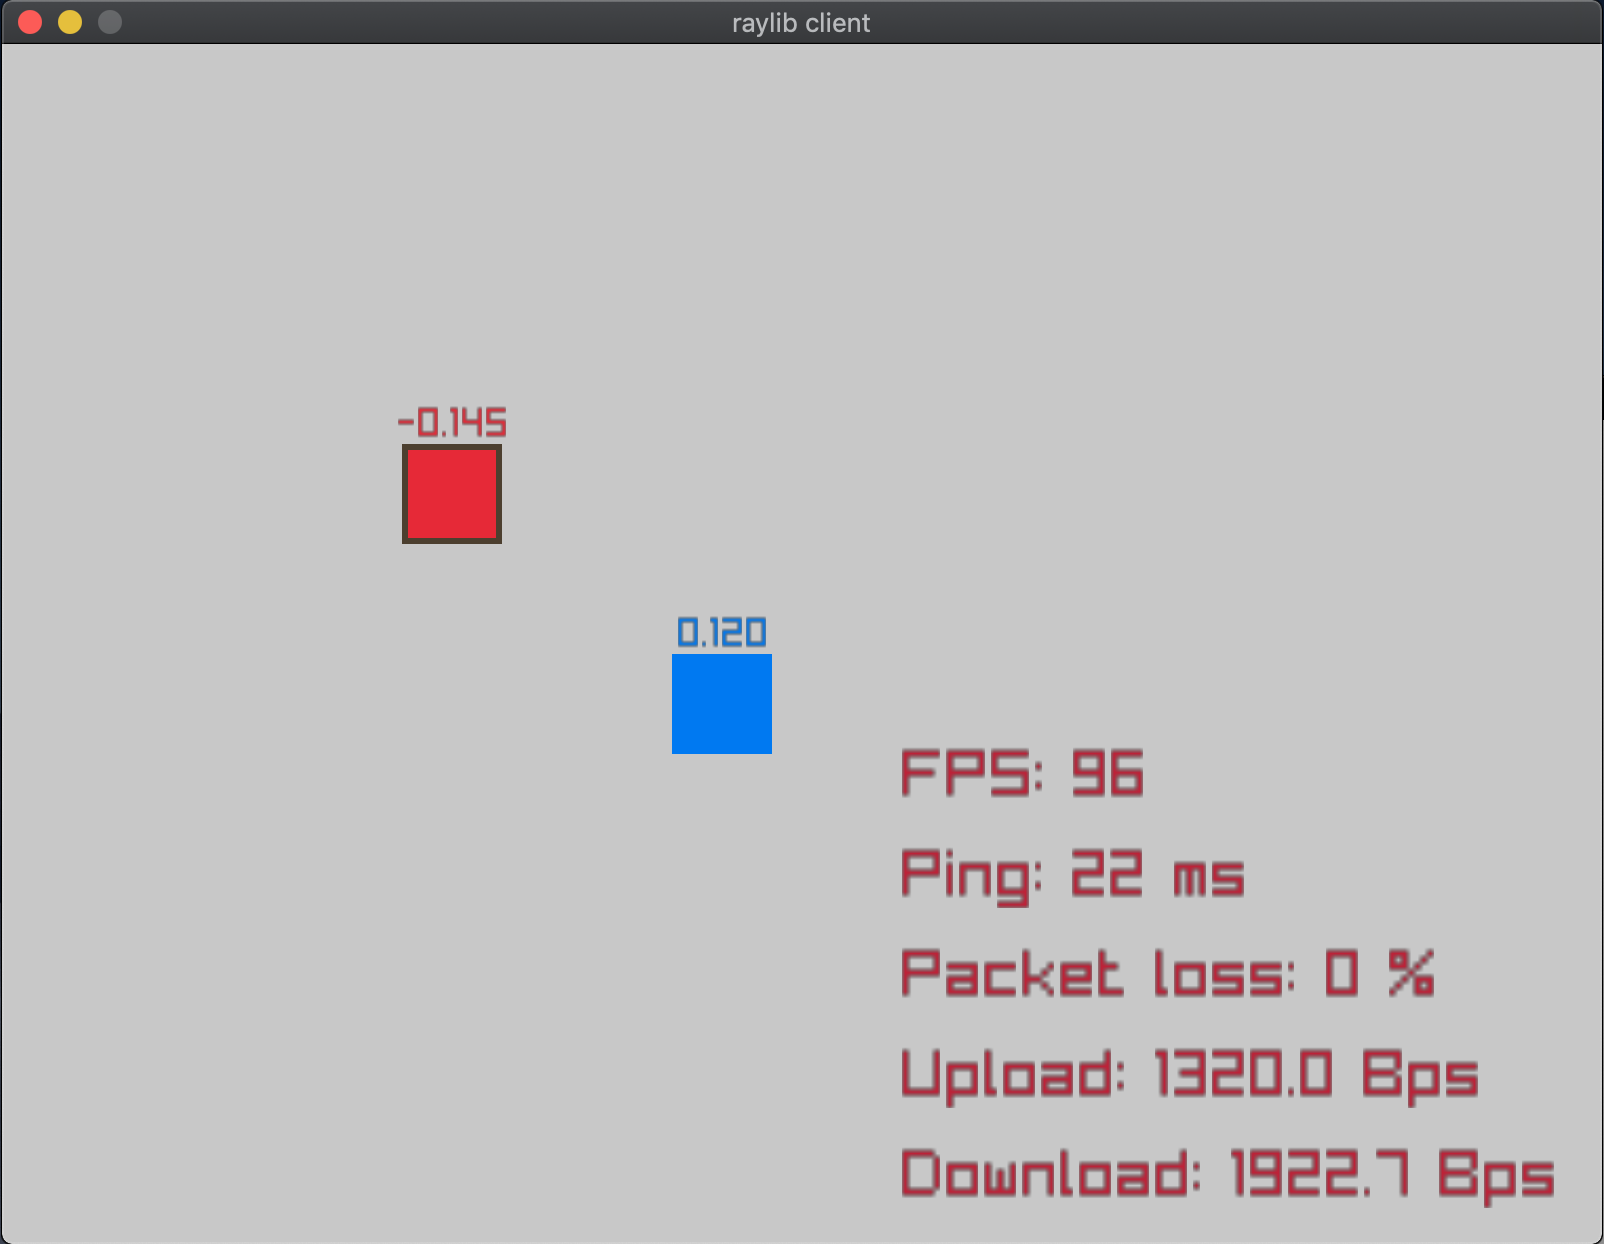 raylib client
-0.145
0.120
FPS: 96
Ping: 22 ms
Packet loss: 0 %
Upload: 1320.0 Bps
Download: 1922.7 Bps